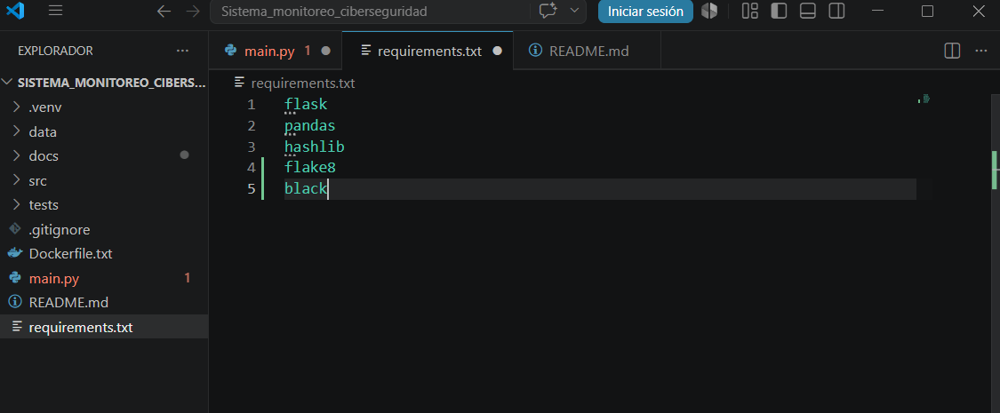 Sistema_monitoreo_ciberseguridad
Iniciar sesión
EXPLORADOR
SISTEMA_MONITOREO_CIBERS...
.venv
data
docs
src
tests
.gitignore
Dockerfile.txt
main.py 1
README.md
requirements.txt
main.py 1
requirements.txt
README.md
requirements.txt
1 flask
2 pandas
3 hashlib
4 flake8
5 black